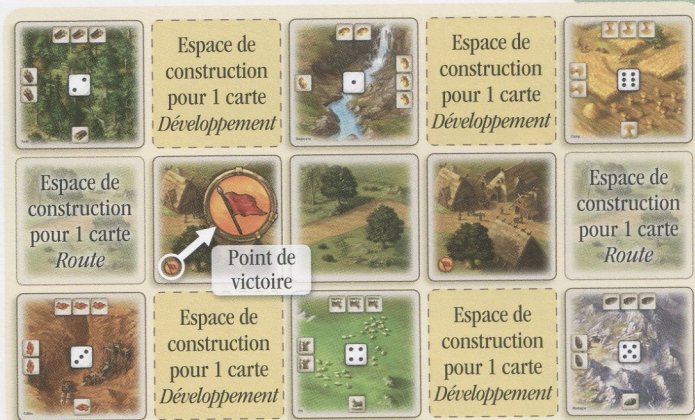 Espace de
construction
pour 1 carte
Développement
Espace de
construction
pour 1 carte
Développement
Espace de
construction
pour 1 carte
Route
Point de
victoire
Espace de
construction
pour 1 carte
Route
Espace de
construction
pour 1 carte
Développement
Espace de
construction
pour 1 carte
Développement